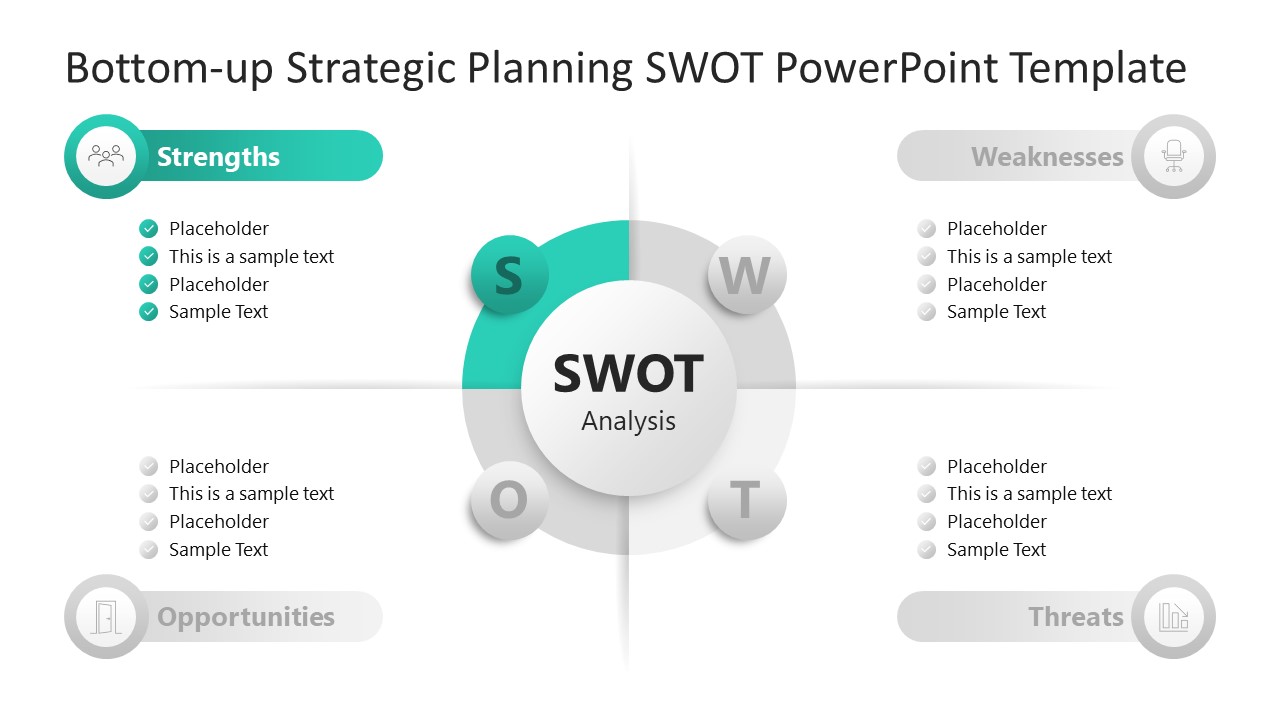 Bottom-up Strategic Planning SWOT PowerPoint Template
Strengths
Placeholder
This is a sample text
Placeholder
Sample Text
Weaknesses
Placeholder
This is a sample text
Placeholder
Sample Text
S
W
SWOT
Analysis
O
T
Placeholder
This is a sample text
Placeholder
Sample Text
Opportunities
Placeholder
This is a sample text
Placeholder
Sample Text
Threats